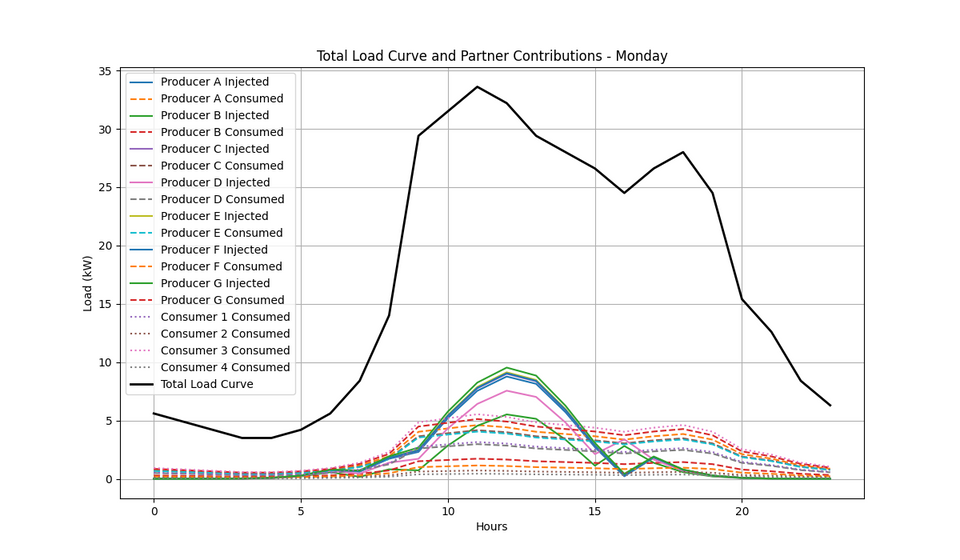 Total Load Curve and Partner Contributions - Monday
35
30
25
20
15
10
5
0
Load (kW)
Producer A Injected
Producer A Consumed
Producer B Injected
Producer B Consumed
Producer C Injected
Producer C Consumed
Producer D Injected
Producer D Consumed
Producer E Injected
Producer E Consumed
Producer F Injected
Producer F Consumed
Producer G Injected
Producer G Consumed
Consumer 1 Consumed
Consumer 2 Consumed
Consumer 3 Consumed
Consumer 4 Consumed
Total Load Curve
0 5 10 15 20
Hours